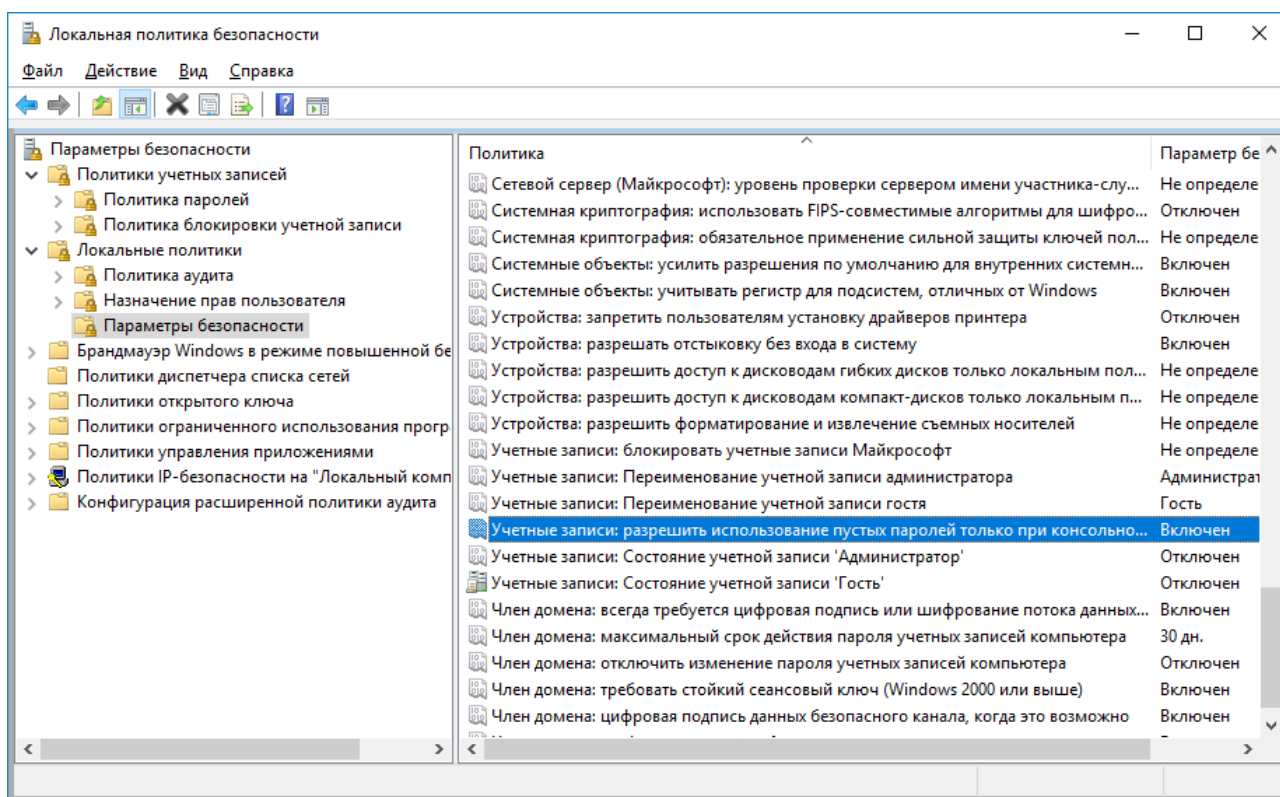 Локальная политика безопасности
Файл Действие Вид Справка
Параметры безопасности
Политики учетных записей
Политика паролей
Политика блокировки учетной записи
Локальные политики
Политика аудита
Назначение прав пользователя
Параметры безопасности
Брандмауэр Windows в режиме повышенной бе
Политики диспетчера списка сетей
Политики открытого ключа
Политики ограниченного использования прогр
Политики управления приложениями
Политики IP-безопасности на "Локальный комп
Конфигурация расширенной политики аудита
Политика Параметр бе
Сетевой сервер (Майкрософт): уровень проверки сервером имени участника-слу... Не определе
Системная криптография: использовать FIPS-совместимые алгоритмы для шифро... Отключен
Системная криптография: обязательное применение сильной защиты ключей пол... Не определе
Системные объекты: усилить разрешения по умолчанию для внутренних системн... Включен
Системные объекты: учитывать регистр для подсистем, отличных от Windows Включен
Устройства: запретить пользователям установку драйверов принтера Отключен
Устройства: разрешать отстыковку без входа в систему Включен
Устройства: разрешить доступ к дисководам гибких дисков только локальным пол... Не определе
Устройства: разрешить доступ к дисководам компакт-дисков только локальным п... Не определе
Устройства: разрешить форматирование и извлечение съемных носителей Не определе
Учетные записи: блокировать учетные записи Майкрософт Не определе
Учетные записи: Переименование учетной записи администратора Администрат
Учетные записи: Переименование учетной записи гостя Гость
Учетные записи: разрешить использование пустых паролей только при консольно... Включен
Учетные записи: Состояние учетной записи 'Администратор' Отключен
Учетные записи: Состояние учетной записи 'Гость' Отключен
Член домена: всегда требуется цифровая подпись или шифрование потока данных... Включен
Член домена: максимальный срок действия пароля учетных записей компьютера 30 дн.
Член домена: отключить изменение пароля учетных записей компьютера Отключен
Член домена: требовать стойкий сеансовый ключ (Windows 2000 или выше) Включен
Член домена: цифровая подпись данных безопасного канала, когда это возможно Включен